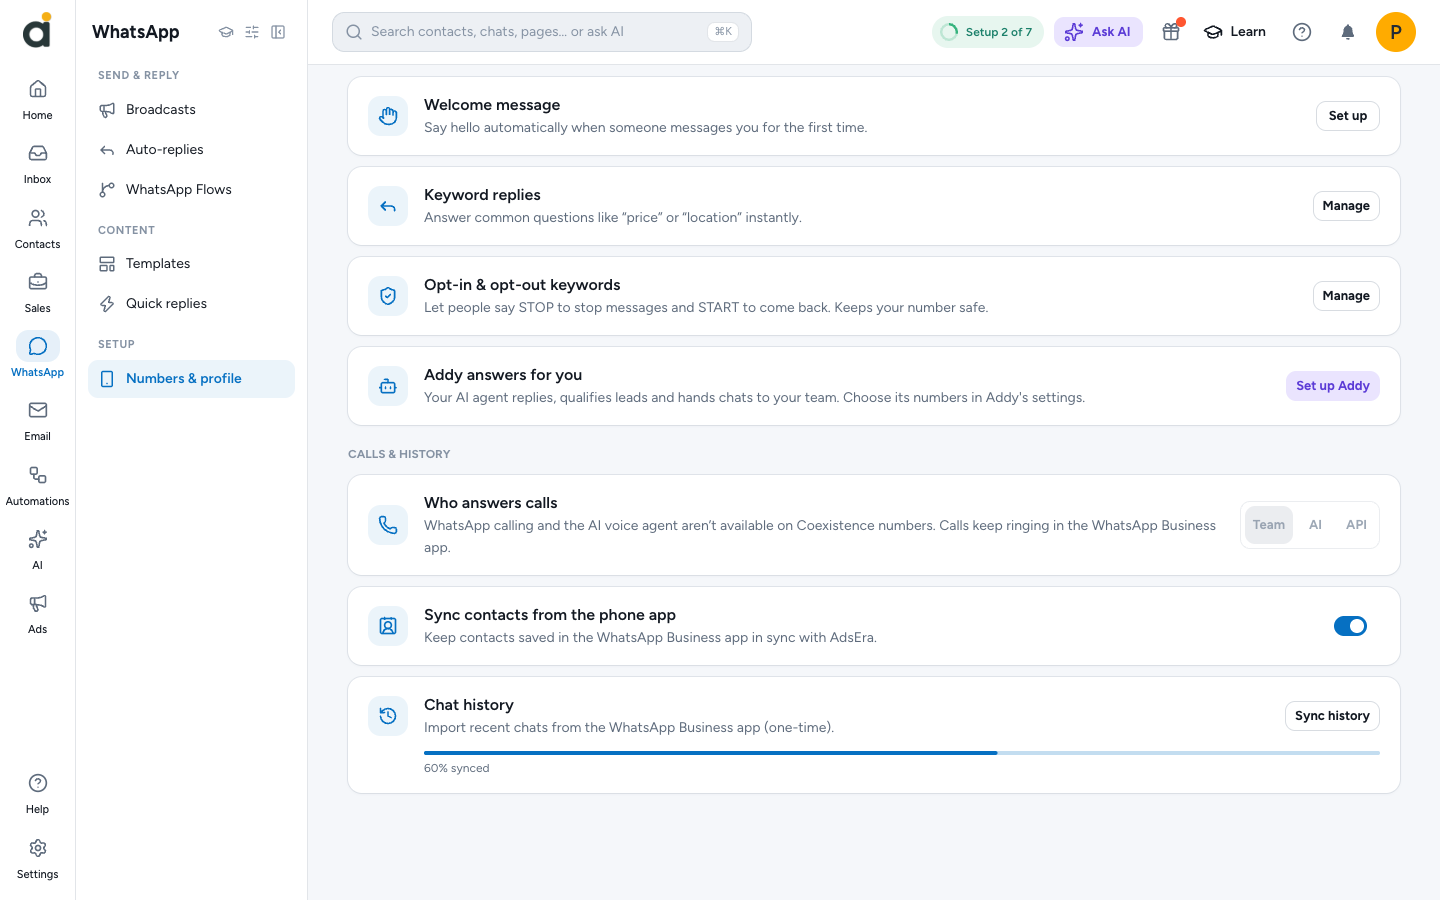 WhatsApp
Search contacts, chats, pages... or ask AI
⌘K
Setup 2 of 7
Ask AI
Learn
P
Home
Inbox
Contacts
Sales
WhatsApp
Email
Automations
AI
Ads
Help
Settings
SEND & REPLY
Broadcasts
Auto-replies
WhatsApp Flows
CONTENT
Templates
Quick replies
SETUP
Numbers & profile
Welcome message
Say hello automatically when someone messages you for the first time.
Set up
Keyword replies
Answer common questions like “price” or “location” instantly.
Manage
Opt-in & opt-out keywords
Let people say STOP to stop messages and START to come back. Keeps your number safe.
Manage
Addy answers for you
Your AI agent replies, qualifies leads and hands chats to your team. Choose its numbers in Addy's settings.
Set up Addy
CALLS & HISTORY
Who answers calls
WhatsApp calling and the AI voice agent aren’t available on Coexistence numbers. Calls keep ringing in the WhatsApp Business
app.
Team
AI
API
Sync contacts from the phone app
Keep contacts saved in the WhatsApp Business app in sync with AdsEra.
Chat history
Import recent chats from the WhatsApp Business app (one-time).
Sync history
60% synced